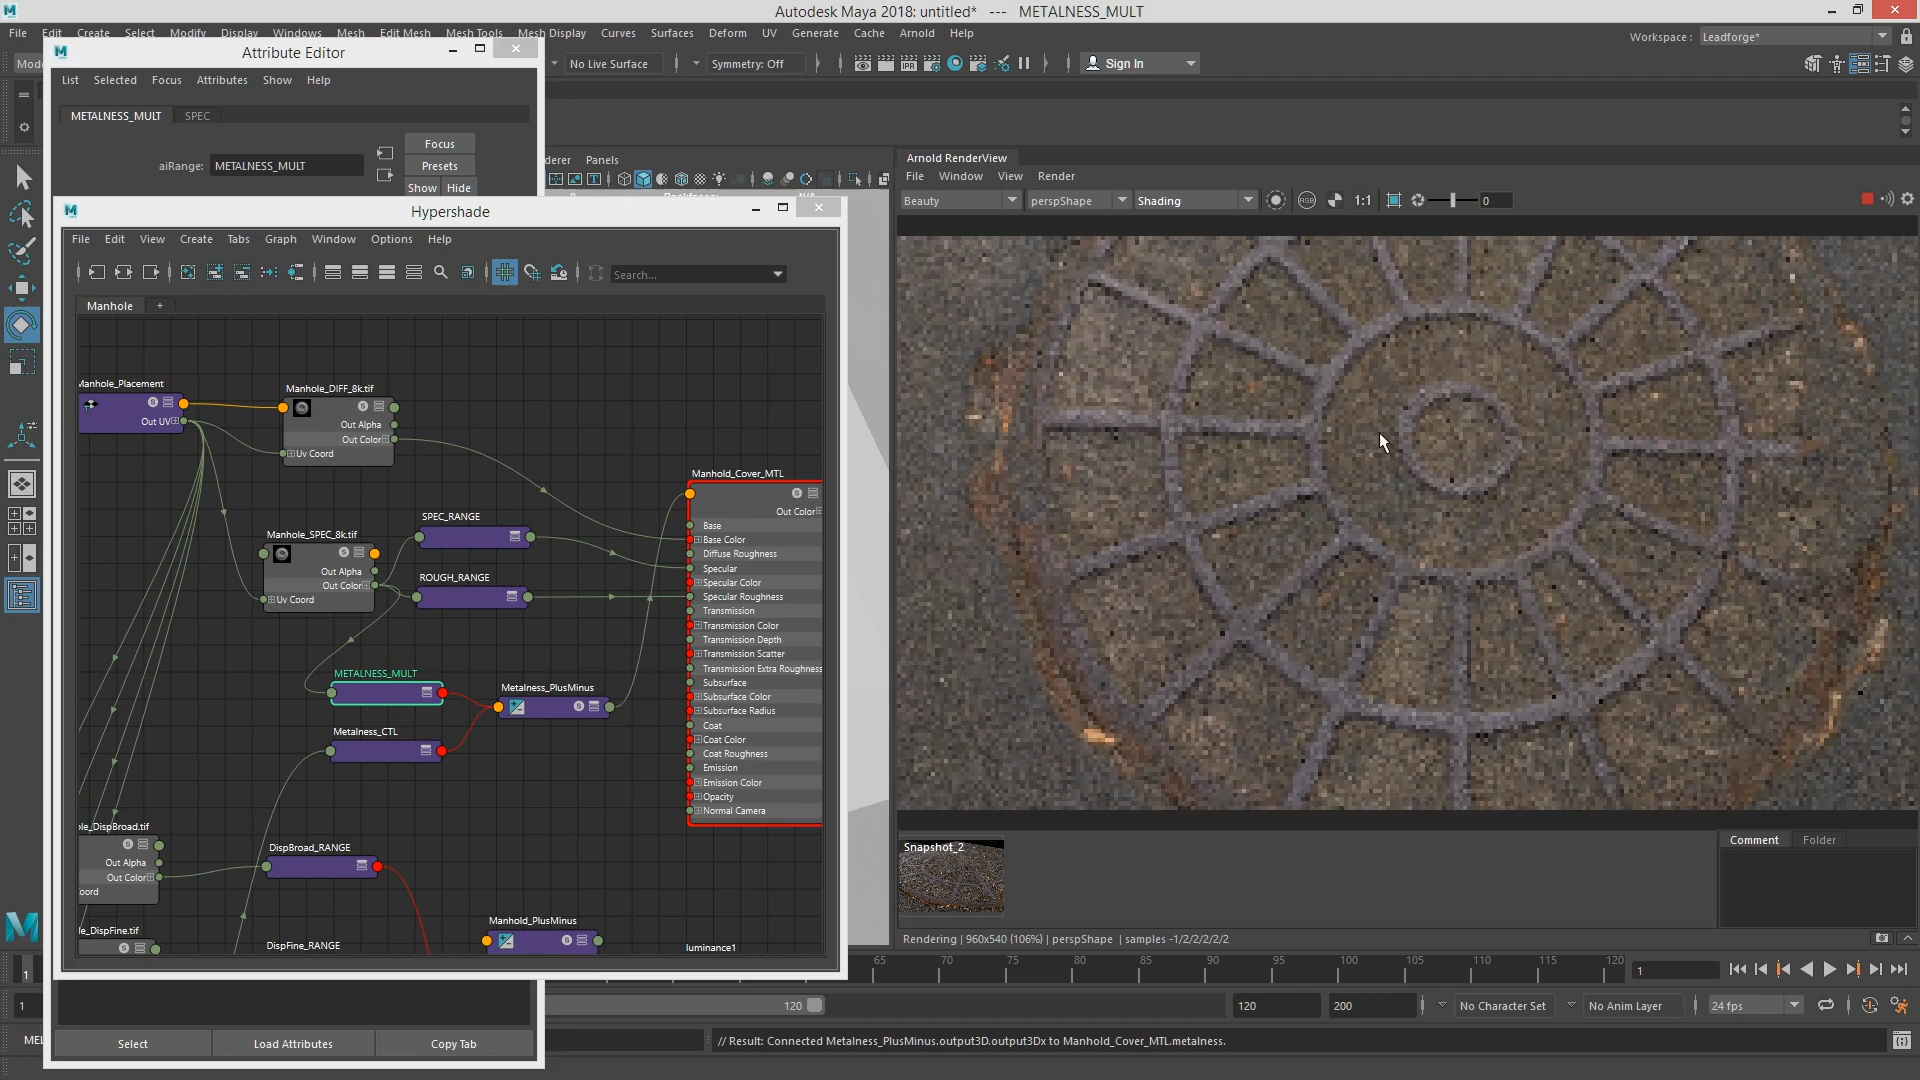 Autodesk Maya 2018: untitled* --- METALNESS_MULT
File Edit Create Select Modify Display Windows Mesh Edit Mesh Mesh Tools Mesh Display Curves Surfaces Deform UV Generate Cache Arnold Help
Workspace : Leadforge*
Attribute Editor
No Live Surface
Symmetry: Off
Sign In
List Selected Focus Attributes Show Help
METALNESS_MULT SPEC
Focus
aiRange: METALNESS_MULT
Presets
Show Hide
Panels
Arnold RenderView
File Window View Render
Beauty perspShape Shading 1:1 0
Hypershade
File Edit View Create Tabs Graph Window Options Help
Search...
Manhole +
Manhole_Placement
Out UV
Manhole_DIFF_8k.tif
Out Alpha
Out Color
Uv Coord
Manhole_SPEC_8k.tif
Out Alpha
Out Color
Uv Coord
SPEC_RANGE
ROUGH_RANGE
METALNESS_MULT
Metalness_CTL
Metalness_PlusMinus
Manhold_Cover_MTL
Out Color
Base
Base Color
Diffuse Roughness
Specular
Specular Color
Specular Roughness
Transmission
Transmission Color
Transmission Depth
Transmission Scatter
Transmission Extra Roughness
Subsurface
Subsurface Color
Subsurface Radius
Coat
Coat Color
Coat Roughness
Emission
Emission Color
Opacity
Normal Camera
le_DispBroad.tif
Out Alpha
Out Color
oord
DispBroad_RANGE
le_DispFine.tif
DispFine_RANGE
Manhold_PlusMinus
luminance1
Snapshot_2
Comment Folder
Rendering | 960x540 (106%) | perspShape | samples -1/2/2/2/2/2
1 65 70 75 80 85 90 95 100 105 110 115 120 1
1 120 120 200 No Character Set No Anim Layer 24 fps
Select Load Attributes Copy Tab
MEL
// Result: Connected Metalness_PlusMinus.output3D.output3Dx to Manhold_Cover_MTL.metalness.